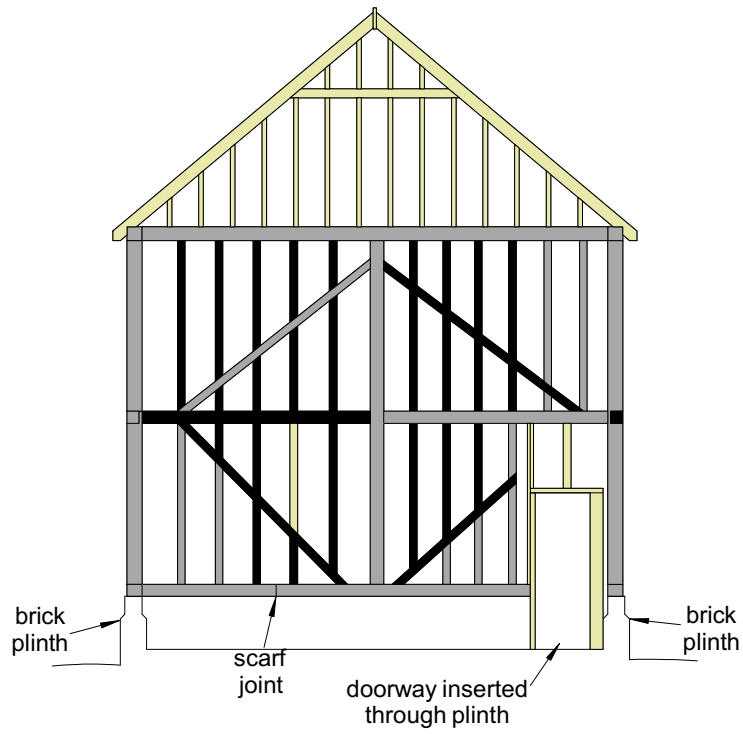 brick
plinth
scarf
joint
doorway inserted
through plinth
brick
plinth